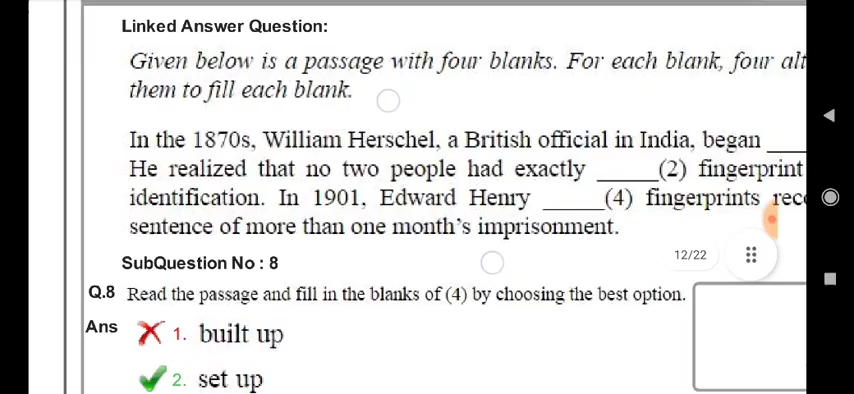 Linked Answer Question:
Given below is a passage with four blanks. For each blank, four alt
them to fill each blank.
In the 1870s, William Herschel, a British official in India, began ____
He realized that no two people had exactly _____(2) fingerprint
identification. In 1901, Edward Henry _____(4) fingerprints rec
sentence of more than one month's imprisonment.
SubQuestion No : 8
12/22
Q.8 Read the passage and fill in the blanks of (4) by choosing the best option.
Ans 1. built up
2. set up